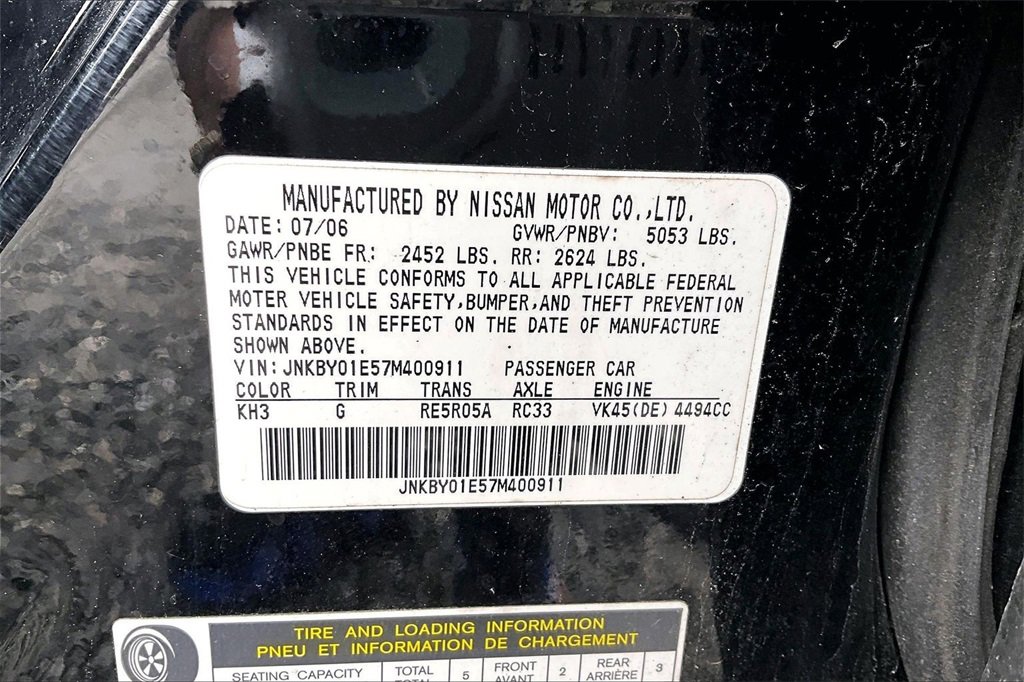 MANUFACTURED BY NISSAN MOTOR CO.,LTD.
DATE: 07/06 GVWR/PNBV: 5053 LBS.
GAWR/PNBE FR: 2452 LBS. RR: 2624 LBS.
THIS VEHICLE CONFORMS TO ALL APPLICABLE FEDERAL
MOTER VEHICLE SAFETY,BUMPER,AND THEFT PREVENTION
STANDARDS IN EFFECT ON THE DATE OF MANUFACTURE
SHOWN ABOVE.
VIN:JNKBY01E57M400911 PASSENGER CAR
COLOR TRIM TRANS AXLE ENGINE
KH3 G RE5R05A RC33 VK45(DE) 4494CC
JNKBY01E57M400911
TIRE AND LOADING INFORMATION
PNEU ET INFORMATION DE CHARGEMENT
SEATING CAPACITY TOTAL 5 FRONT 2 REAR 3
TOTAL AVANT ARRIÈRE